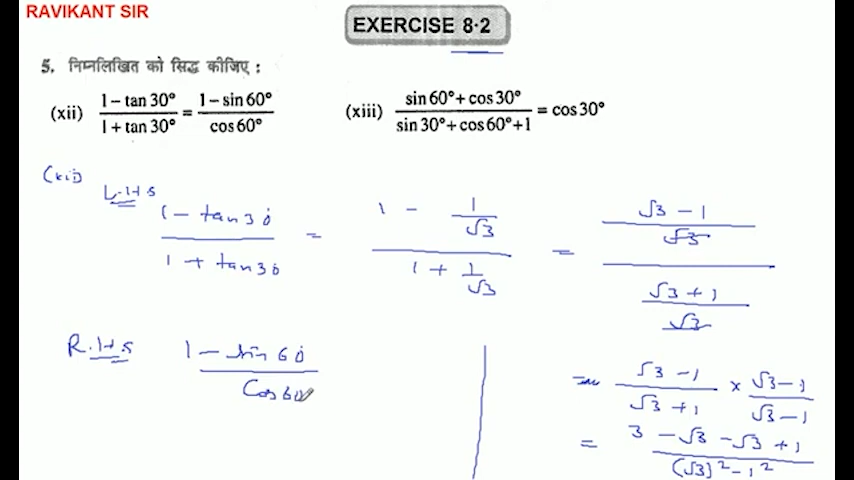 RAVIKANT SIR
EXERCISE 8·2
5. निम्नलिखित को सिद्ध कीजिए :
(xii) (1 − tan 30°)/(1 + tan 30°) = (1 − sin 60°)/(cos 60°) (xiii) (sin 60° + cos 30°)/(sin 30° + cos 60° + 1) = cos 30°
(xii)
L.H.S
(1 − tan 30)/(1 + tan 30) = (1 − 1/√3)/(1 + 1/√3) = ((√3 − 1)/√3)/((√3 + 1)/√3)
R.H.S (1 − sin 60)/(cos 60)
= (√3 − 1)/(√3 + 1) × (√3 − 1)/(√3 − 1)
= (3 − √3 − √3 + 1)/((√3)² − 1²)